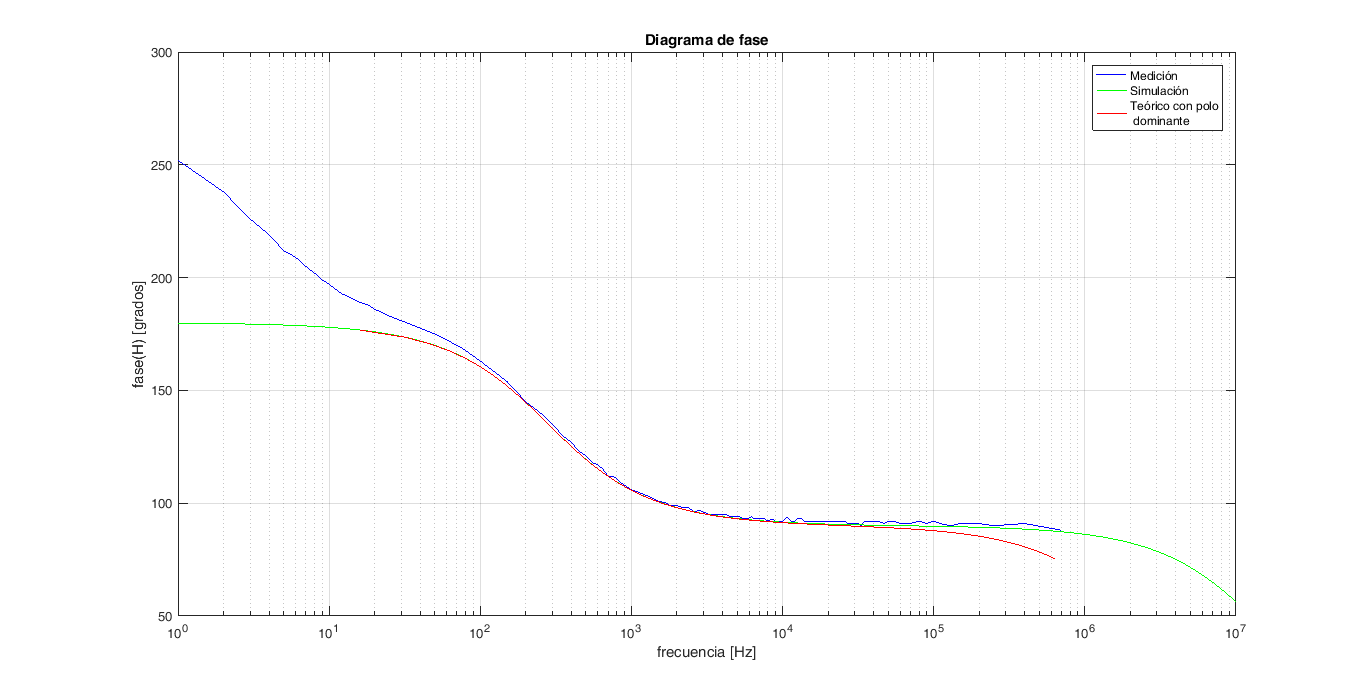 Diagrama de fase
300
250
200
150
100
50
fase(H) [grados]
Medición
Simulación
Teórico con polo
dominante
10^0
10^1
10^2
10^3
10^4
10^5
10^6
10^7
frecuencia [Hz]